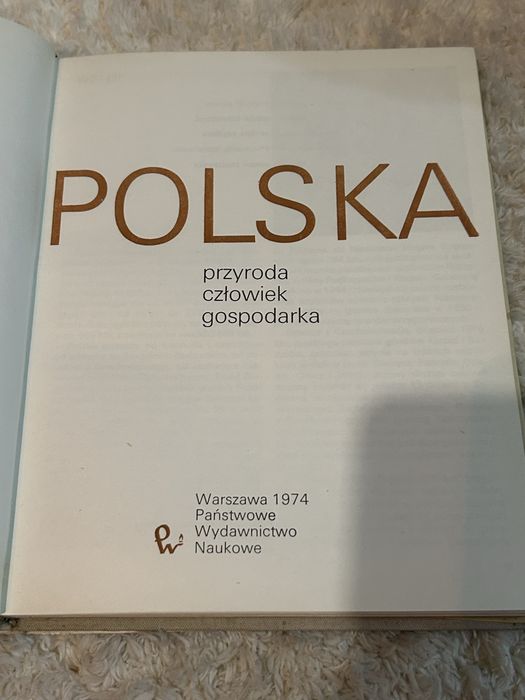 POLSKA
przyroda
człowiek
gospodarka
Warszawa 1974
Państwowe
Wydawnictwo
Naukowe